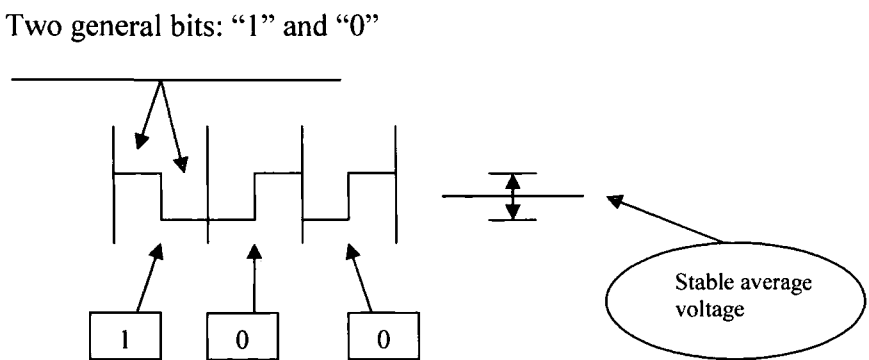 Two general bits: “1” and “0”
Stable average
voltage
1
0
0